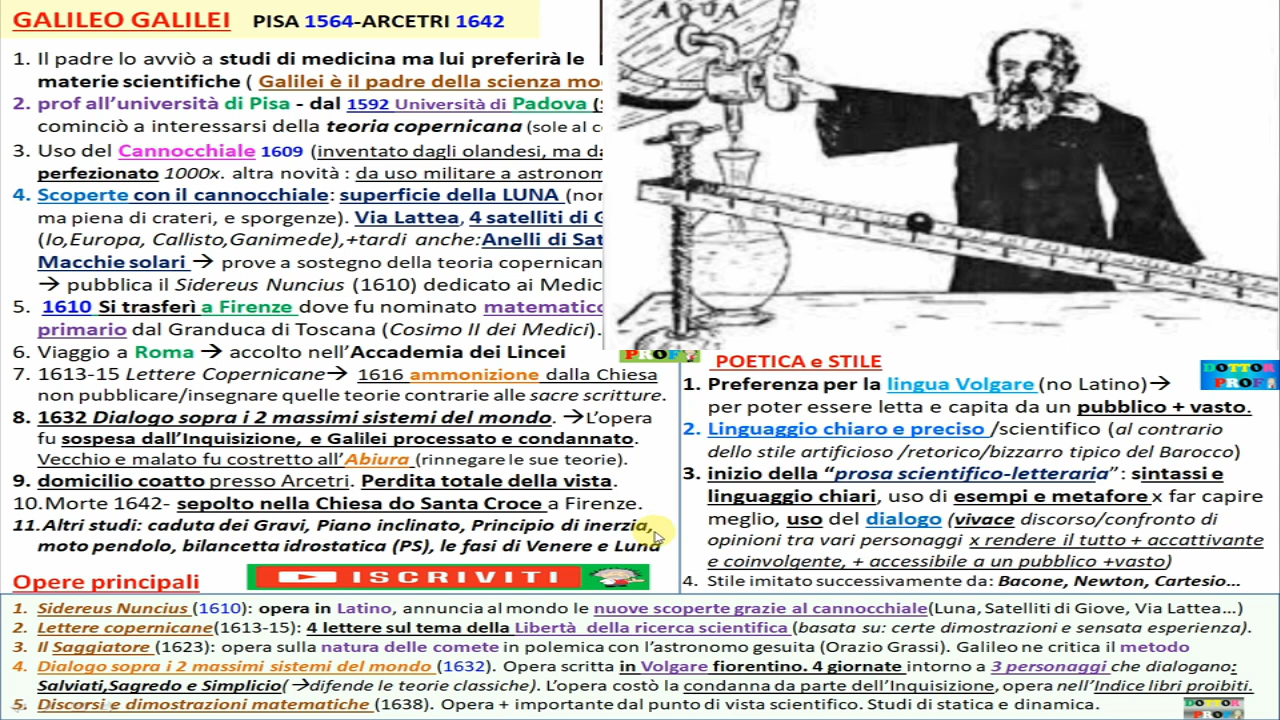 GALILEO GALILEI PISA 1564-ARCETRI 1642
1. Il padre lo avviò a studi di medicina ma lui preferirà le
materie scientifiche ( Galilei è il padre della scienza mo
2. prof all'università di Pisa - dal 1592 Università di Padova (
cominciò a interessarsi della teoria copernicana (sole al c
3. Uso del Cannocchiale 1609 (inventato dagli olandesi, ma da
perfezionato 1000x. altra novità : da uso militare a astronom
4. Scoperte con il cannocchiale: superficie della LUNA (non
ma piena di crateri, e sporgenze). Via Lattea, 4 satelliti di G
(Io,Europa, Callisto,Ganimede),+tardi anche:Anelli di Sat
Macchie solari → prove a sostegno della teoria copernican
→ pubblica il Sidereus Nuncius (1610) dedicato ai Medic
5. 1610 Si trasferì a Firenze dove fu nominato matematico
primario dal Granduca di Toscana (Cosimo II dei Medici).
6. Viaggio a Roma → accolto nell'Accademia dei Lincei
7. 1613-15 Lettere Copernicane→ 1616 ammonizione dalla Chiesa
non pubblicare/insegnare quelle teorie contrarie alle sacre scritture.
8. 1632 Dialogo sopra i 2 massimi sistemi del mondo. →L'opera
fu sospesa dall'Inquisizione, e Galilei processato e condannato.
Vecchio e malato fu costretto all'Abiura (rinnegare le sue teorie).
9. domicilio coatto presso Arcetri. Perdita totale della vista.
10.Morte 1642- sepolto nella Chiesa do Santa Croce a Firenze.
11.Altri studi: caduta dei Gravi, Piano inclinato, Principio di inerzia,
moto pendolo, bilancetta idrostatica (PS), le fasi di Venere e Luna
ACQUA
PROF
POETICA e STILE
DOTTOR
PROF
1. Preferenza per la lingua Volgare (no Latino)→
per poter essere letta e capita da un pubblico + vasto.
2. Linguaggio chiaro e preciso /scientifico (al contrario
dello stile artificioso /retorico/bizzarro tipico del Barocco)
3. inizio della "prosa scientifico-letteraria": sintassi e
linguaggio chiari, uso di esempi e metafore x far capire
meglio, uso del dialogo (vivace discorso/confronto di
opinioni tra vari personaggi x rendere il tutto + accattivante
e coinvolgente, + accessibile a un pubblico +vasto)
4. Stile imitato successivamente da: Bacone, Newton, Cartesio...
Opere principali
ISCRIVITI
1. Sidereus Nuncius (1610): opera in Latino, annuncia al mondo le nuove scoperte grazie al cannocchiale(Luna, Satelliti di Giove, Via Lattea...)
2. Lettere copernicane(1613-15): 4 lettere sul tema della Libertà della ricerca scientifica (basata su: certe dimostrazioni e sensata esperienza).
3. Il Saggiatore (1623): opera sulla natura delle comete in polemica con l'astronomo gesuita (Orazio Grassi). Galileo ne critica il metodo
4. Dialogo sopra i 2 massimi sistemi del mondo (1632). Opera scritta in Volgare fiorentino. 4 giornate intorno a 3 personaggi che dialogano:
Salviati,Sagredo e Simplicio( →difende le teorie classiche). L'opera costò la condanna da parte dell'Inquisizione, opera nell'Indice libri proibiti.
5. Discorsi e dimostrazioni matematiche (1638). Opera + importante dal punto di vista scientifico. Studi di statica e dinamica.
DOTTOR
PROF